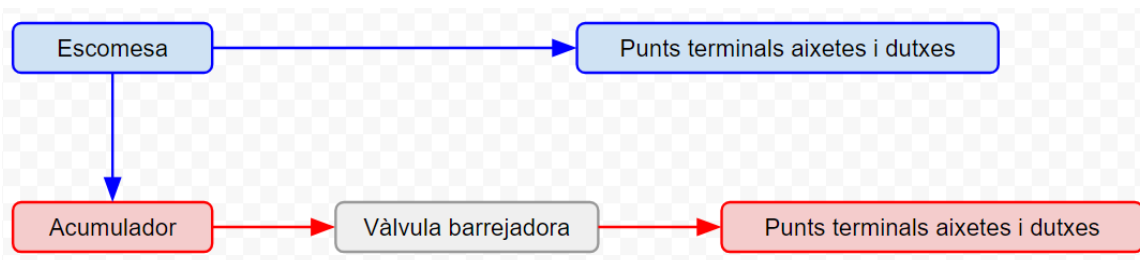 Escomesa
Punts terminals aixetes i dutxes
Acumulador
Vàlvula barrejadora
Punts terminals aixetes i dutxes